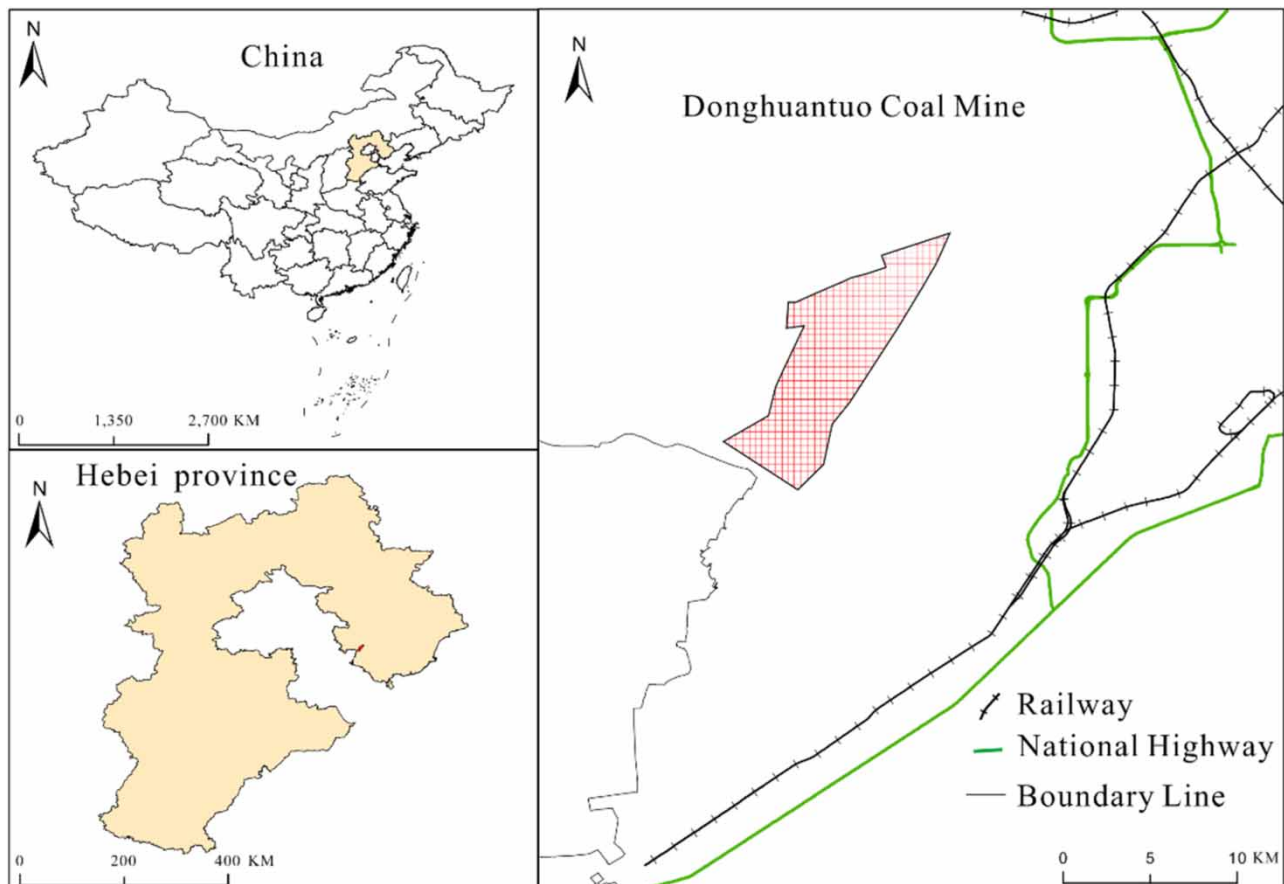 N
China
0 1,350 2,700 KM
Hebei province
N
0 200 400 KM
N
Donghuantuo Coal Mine
Railway
National Highway
Boundary Line
0 5 10 KM